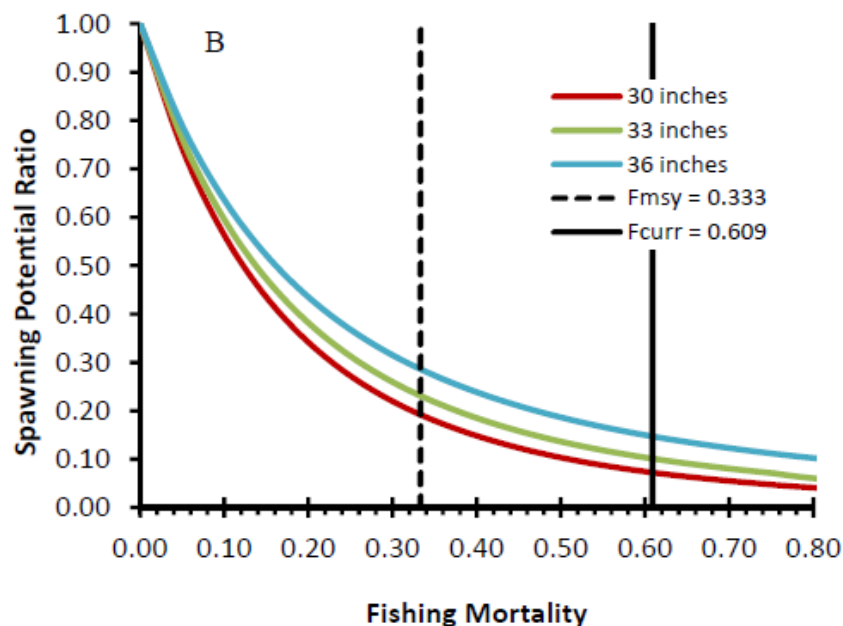 B
1.00
0.90
0.80
0.70
0.60
0.50
0.40
0.30
0.20
0.10
0.00
Spawning Potential Ratio
30 inches
33 inches
36 inches
Fmsy = 0.333
Fcurr = 0.609
0.00 0.10 0.20 0.30 0.40 0.50 0.60 0.70 0.80
Fishing Mortality